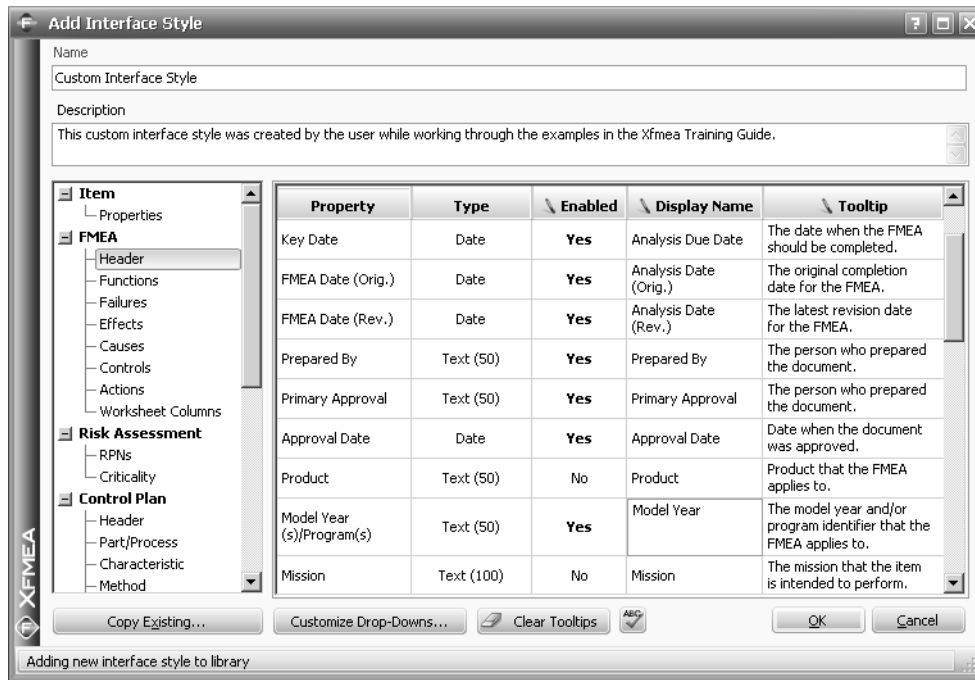 Add Interface Style
Name
Custom Interface Style
Description
This custom interface style was created by the user while working through the examples in the Xfmea Training Guide.
Item
Properties
FMEA
Header
Functions
Failures
Effects
Causes
Controls
Actions
Worksheet Columns
Risk Assessment
RPNs
Criticality
Control Plan
Header
Part/Process
Characteristic
Method
Property Type Enabled Display Name Tooltip
Key Date Date Yes Analysis Due Date The date when the FMEA
should be completed.
FMEA Date (Orig.) Date Yes Analysis Date
(Orig.) The original completion
date for the FMEA.
FMEA Date (Rev.) Date Yes Analysis Date
(Rev.) The latest revision date
for the FMEA.
Prepared By Text (50) Yes Prepared By The person who prepared
the document.
Primary Approval Text (50) Yes Primary Approval The person who prepared
the document.
Approval Date Date Yes Approval Date Date when the document
was approved.
Product Text (50) No Product Product that the FMEA
applies to.
Model Year
(s)/Program(s) Text (50) Yes Model Year The model year and/or
program identifier that the
FMEA applies to.
Mission Text (100) No Mission The mission that the item
is intended to perform.
XFMEA
Copy Existing... Customize Drop-Downs... Clear Tooltips ABC OK Cancel
Adding new interface style to library